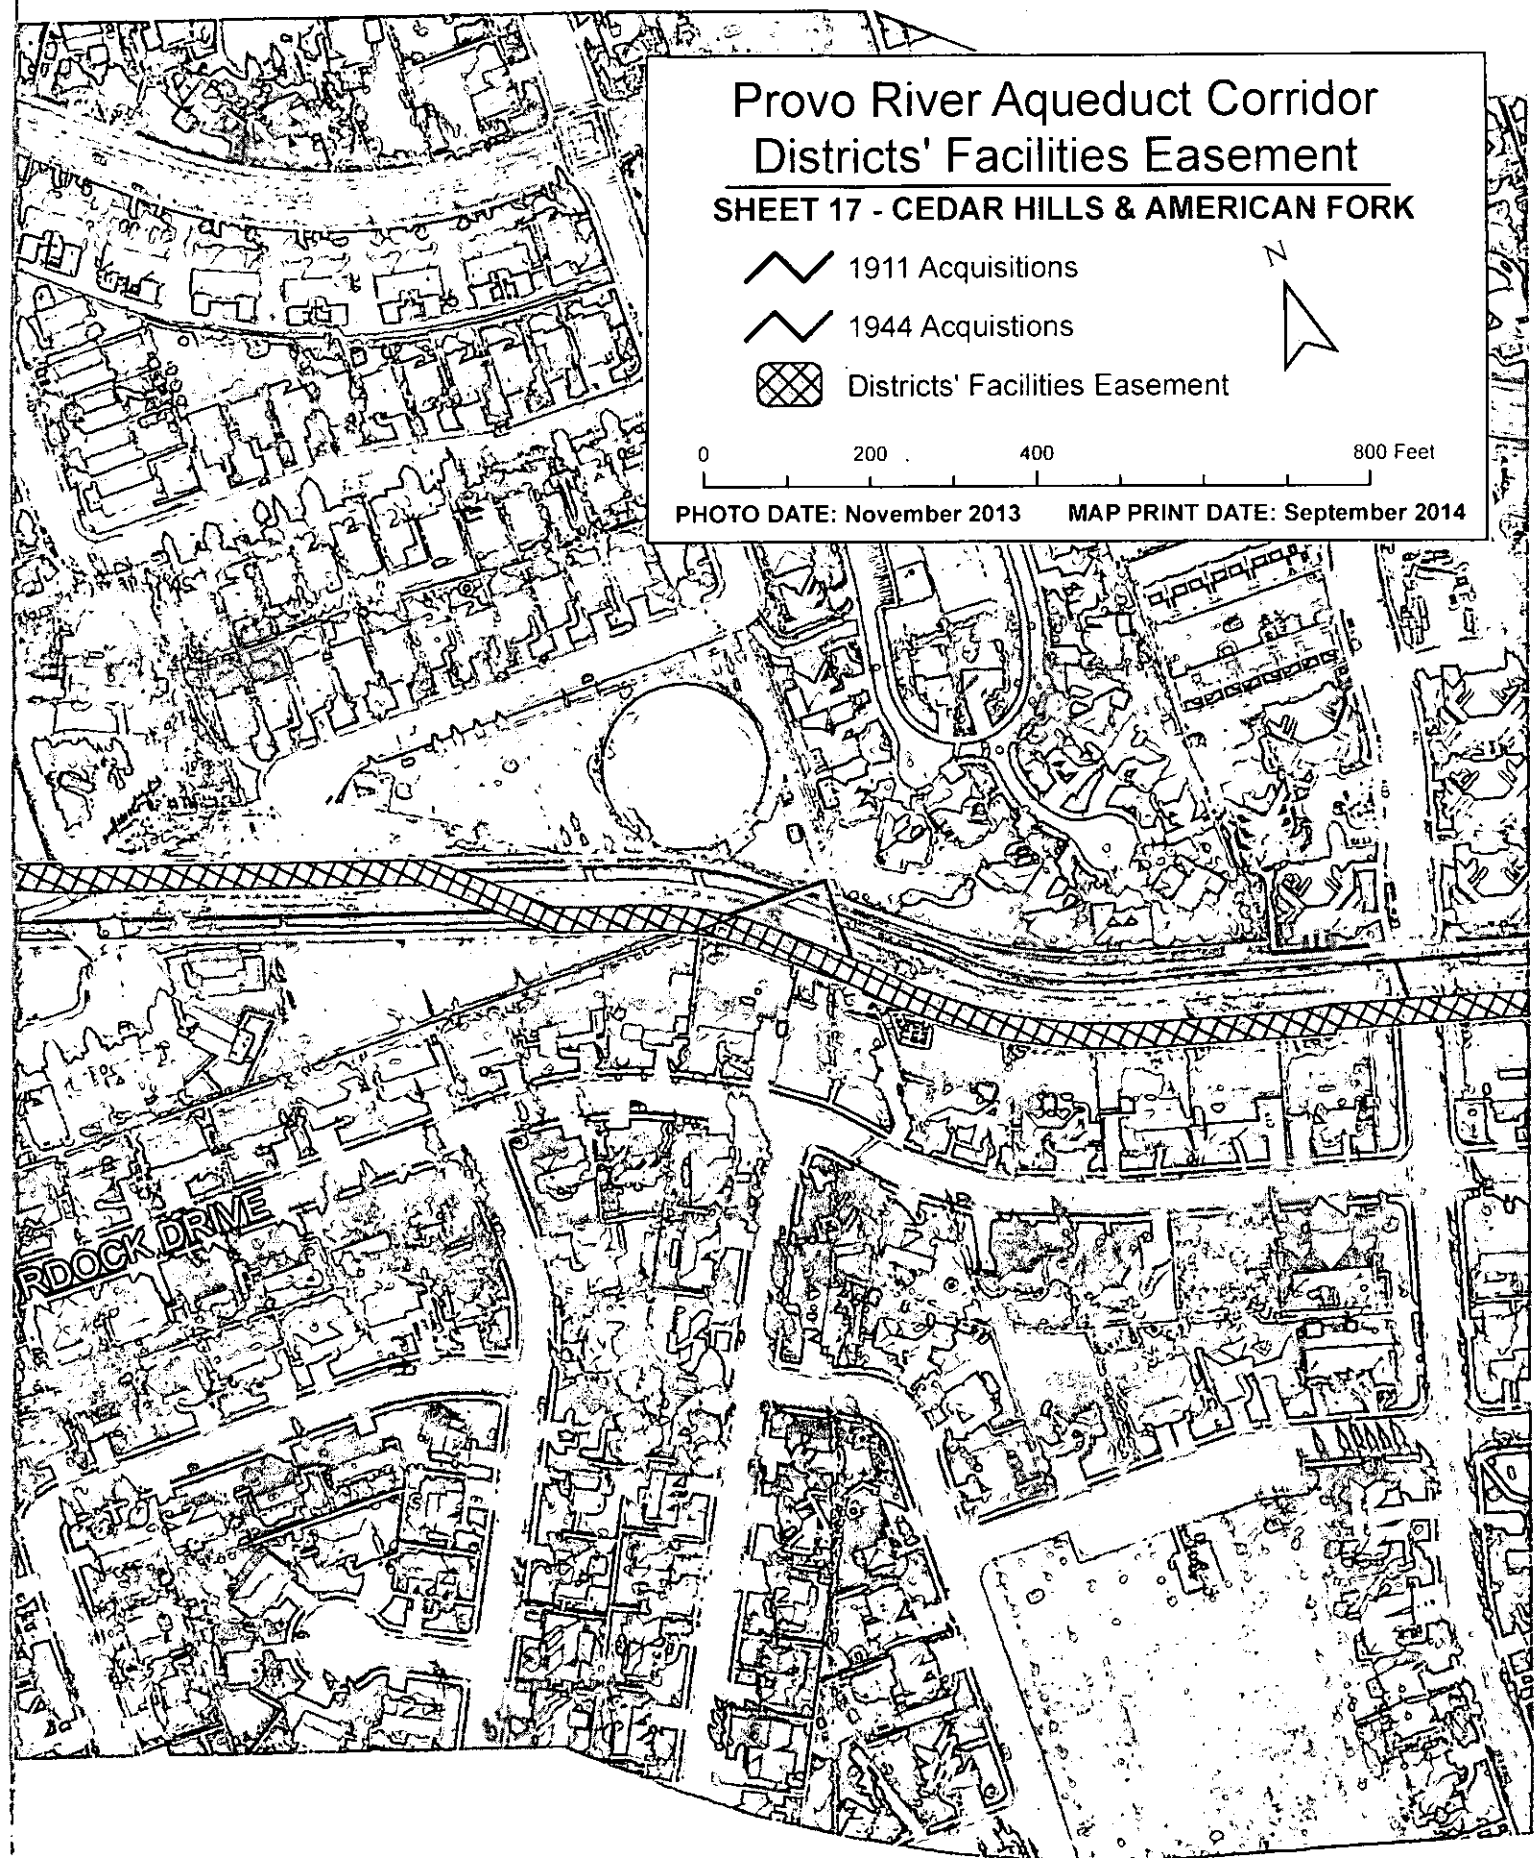 Provo River Aqueduct Corridor
Districts' Facilities Easement
SHEET 17 - CEDAR HILLS & AMERICAN FORK
N
1911 Acquisitions
1944 Acquistions
Districts' Facilities Easement
0 200 400 800 Feet
PHOTO DATE: November 2013 MAP PRINT DATE: September 2014
RDOCK DRIVE